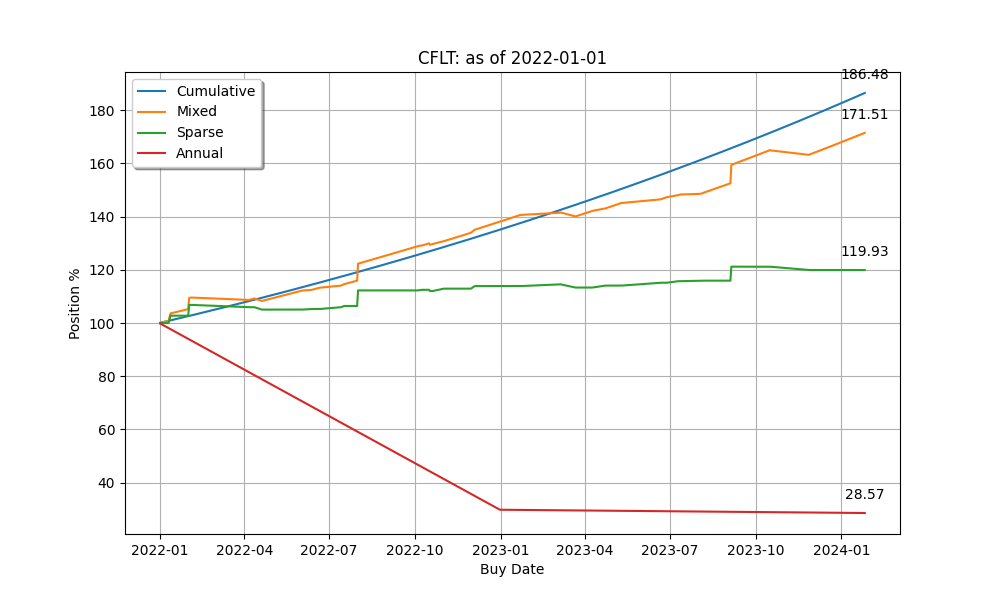 CFLT: as of 2022-01-01
Cumulative
Mixed
Sparse
Annual
186.48
171.51
119.93
28.57
Position %
180
160
140
120
100
80
60
40
2022-01 2022-04 2022-07 2022-10 2023-01 2023-04 2023-07 2023-10 2024-01
Buy Date